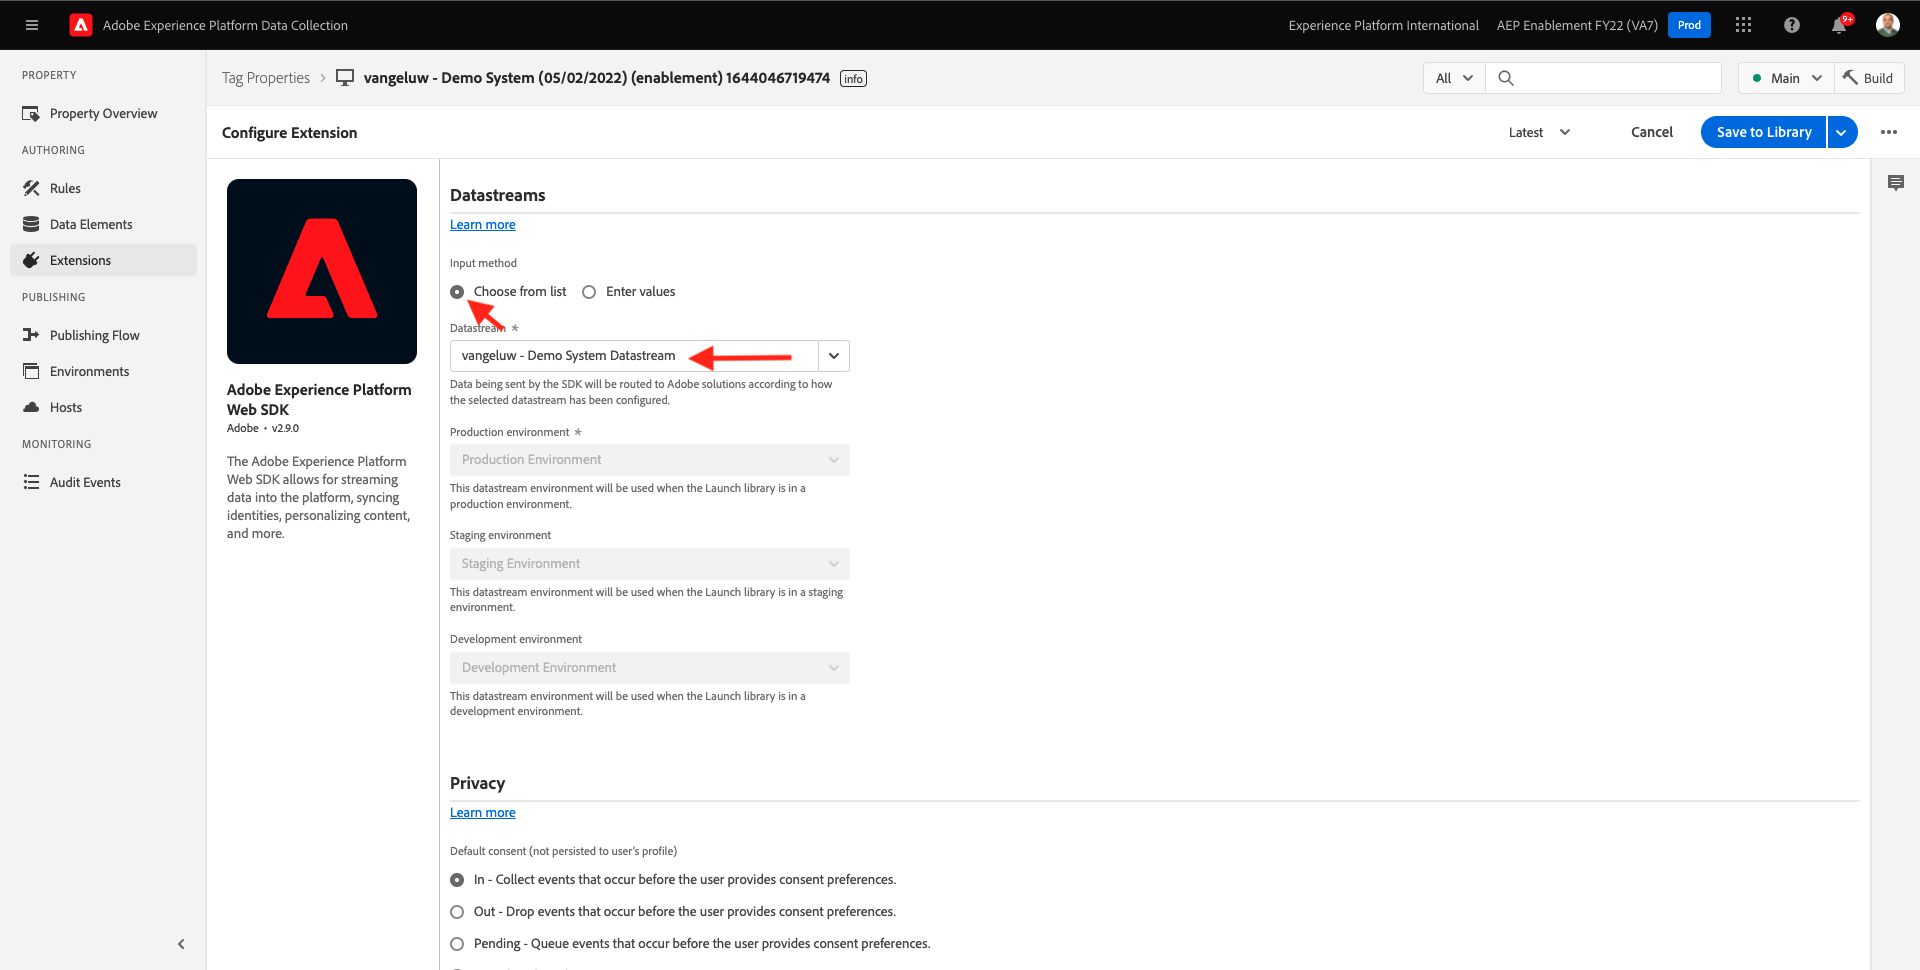 Adobe Experience Platform Data Collection
Experience Platform International
AEP Enablement FY22 (VA7)
Prod
9+
PROPERTY
Property Overview
AUTHORING
Rules
Data Elements
Extensions
PUBLISHING
Publishing Flow
Environments
Hosts
MONITORING
Audit Events
Tag Properties
vangeluw - Demo System (05/02/2022) (enablement) 1644046719474
info
All
Main
Build
Configure Extension
Latest
Cancel
Save to Library
Adobe Experience Platform
Web SDK
Adobe • v2.9.0
The Adobe Experience Platform
Web SDK allows for streaming
data into the platform, syncing
identities, personalizing content,
and more.
Datastreams
Learn more
Input method
Choose from list
Enter values
Datastream *
vangeluw - Demo System Datastream
Data being sent by the SDK will be routed to Adobe solutions according to how
the selected datastream has been configured.
Production environment *
Production Environment
This datastream environment will be used when the Launch library is in a
production environment.
Staging environment
Staging Environment
This datastream environment will be used when the Launch library is in a staging
environment.
Development environment
Development Environment
This datastream environment will be used when the Launch library is in a
development environment.
Privacy
Learn more
Default consent (not persisted to user's profile)
In - Collect events that occur before the user provides consent preferences.
Out - Drop events that occur before the user provides consent preferences.
Pending - Queue events that occur before the user provides consent preferences.